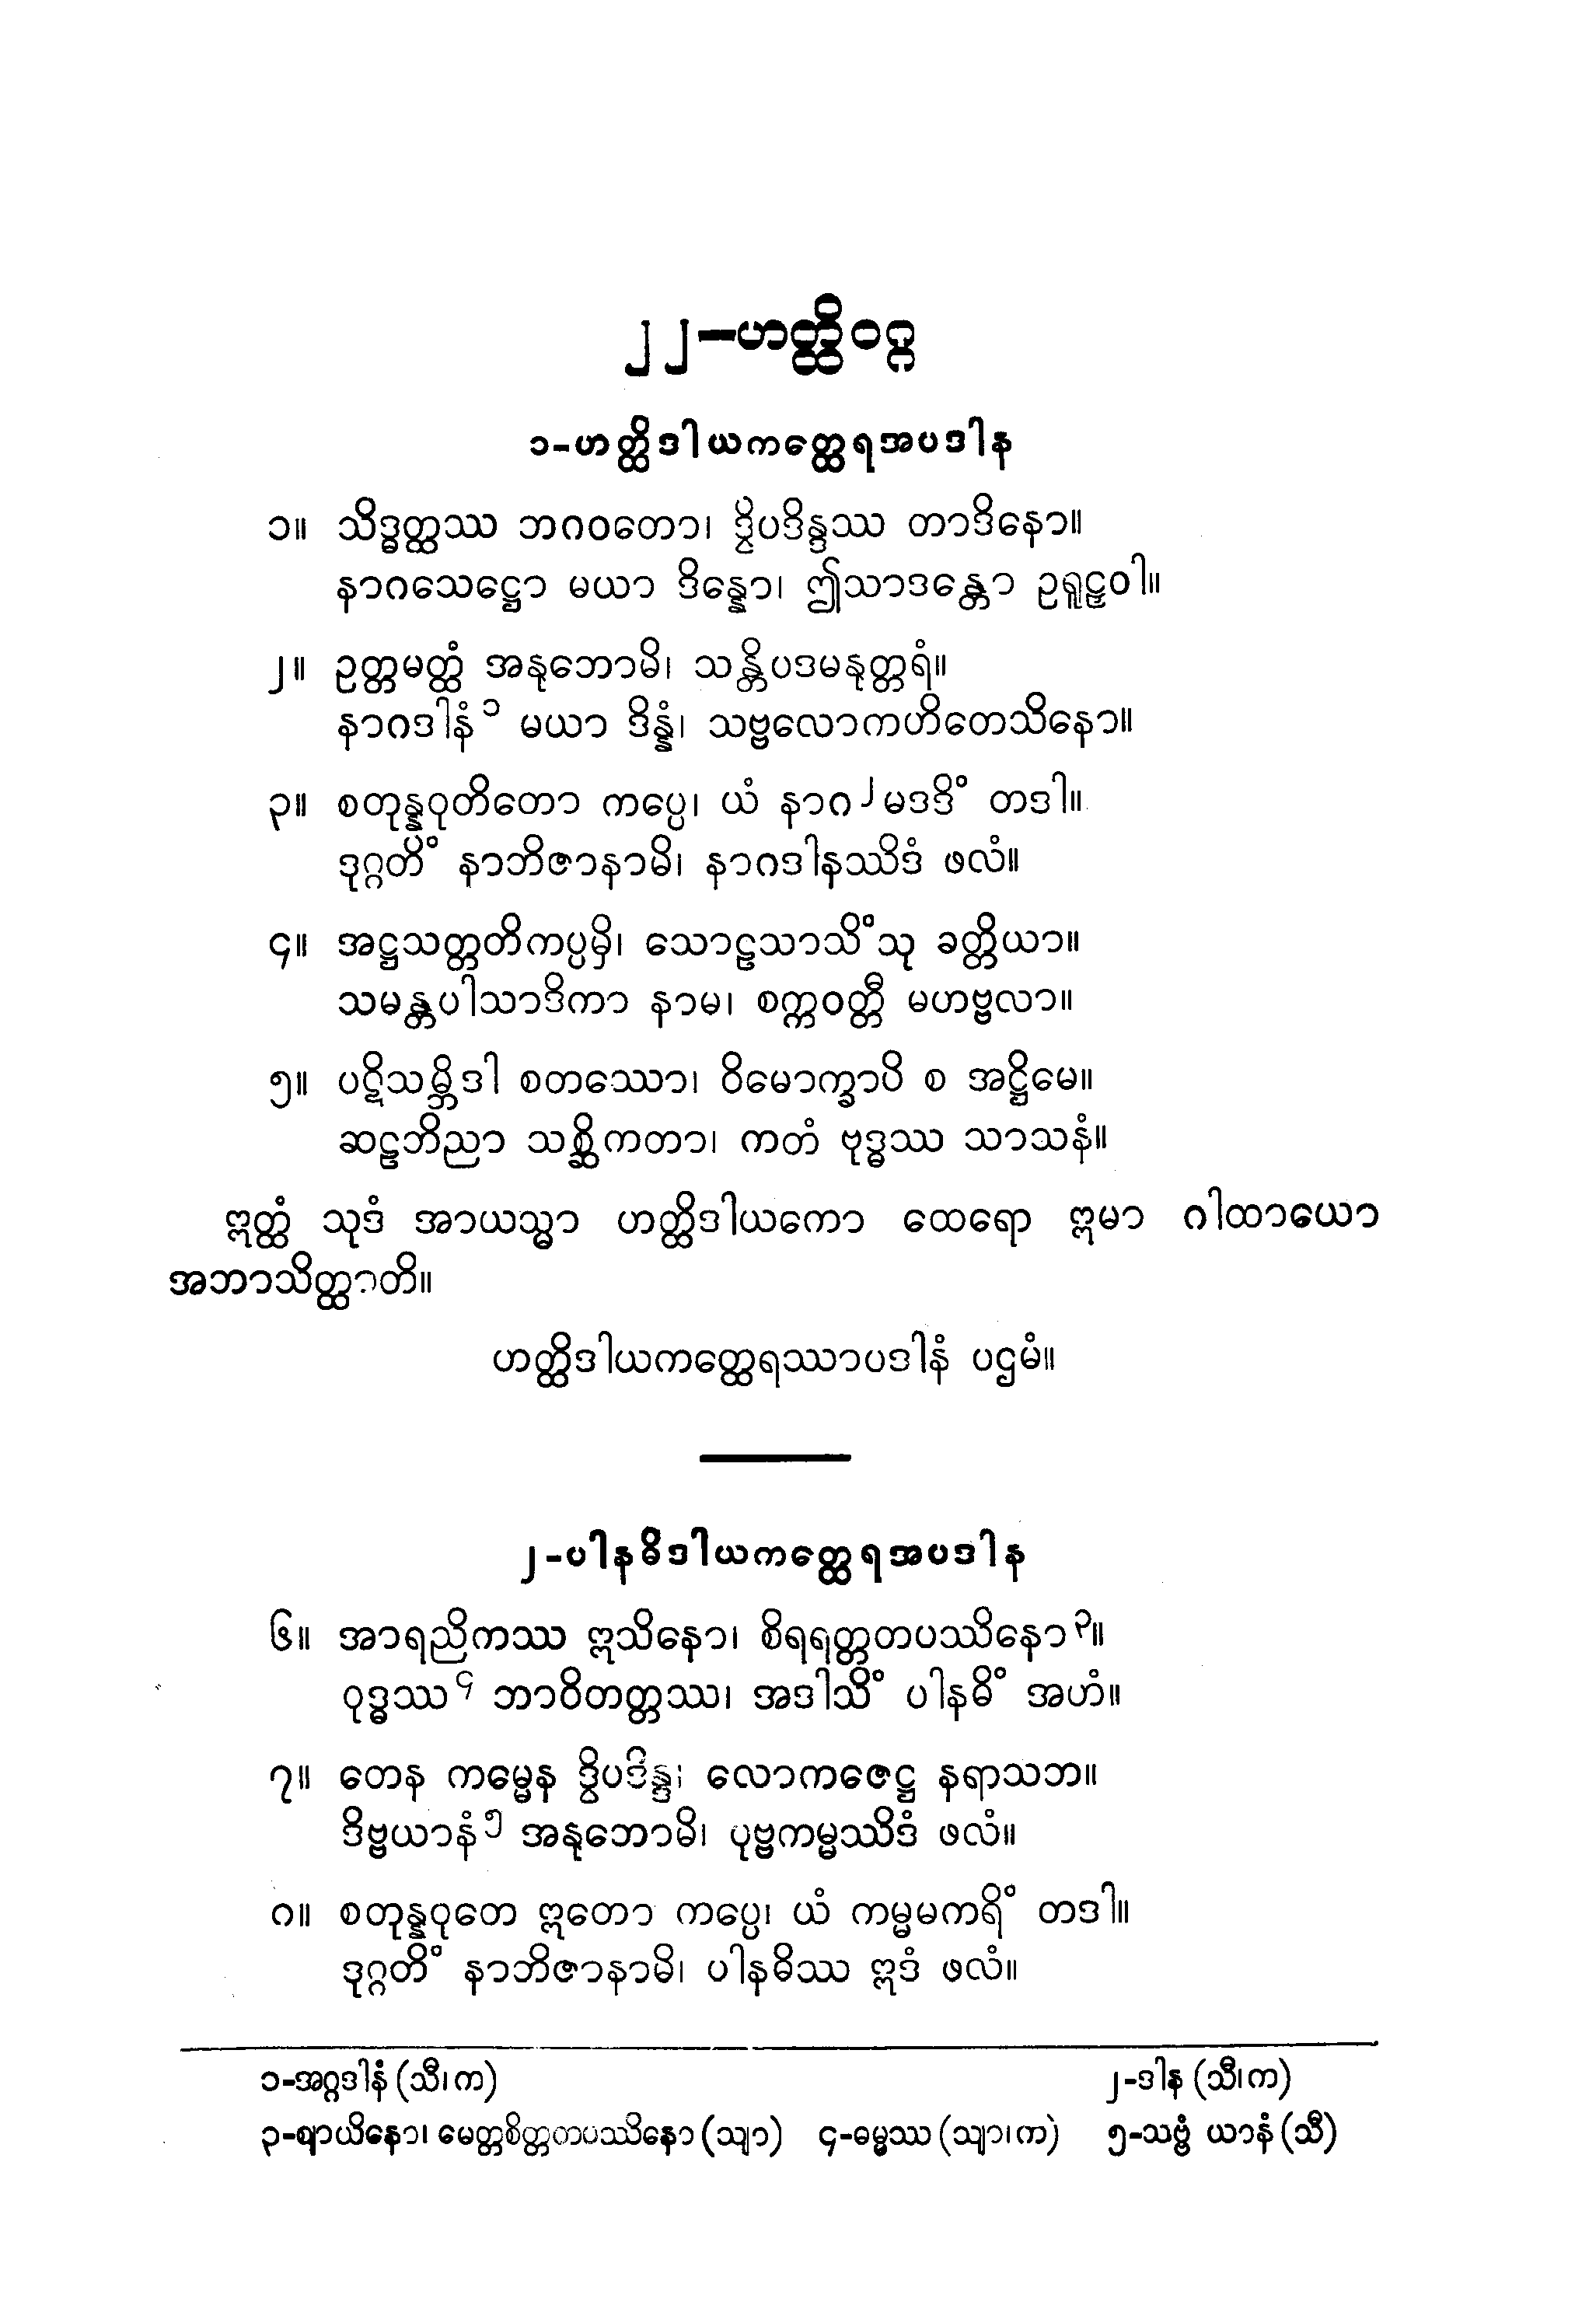 ၂၂-ဟတ္ထိဝဂ္ဂ
၁-ဟတ္ထိဒါယကတ္ထေရအပဒါန
၁။ သိဒ္ဓတ္ထဿ ဘဂဝတော၊ ဒွိပဒိန္ဒဿ တာဒိနော။
နာဂသေဋ္ဌော မယာ ဒိန္နော၊ ဤသာဒန္တော ဥရူဠှဝါ။
၂။ ဥတ္တမတ္ထံ အနုဘောမိ၊ သန္တိပဒမနုတ္တရံ။
နာဂဒါနံ၁ မယာ ဒိန္နံ၊ သဗ္ဗလောကဟိတေသိနော။
၃။ စတုန္နဝုတိတော ကပ္ပေ၊ ယံ နာဂ၂မဒဒိံ တဒါ။
ဒုဂ္ဂတိံ နာဘိဇာနာမိ၊ နာဂဒါနဿိဒံ ဖလံ။
၄။ အဋ္ဌသတ္တတိကပ္ပမှိ၊ သောဠသာသိံသု ခတ္တိယာ။
သမန္တပါသာဒိကာ နာမ၊ စက္ကဝတ္တီ မဟဗ္ဗလာ။
၅။ ပဋိသမ္ဘိဒါ စတဿော၊ ဝိမောက္ခာပိ စ အဋ္ဌိမေ။
ဆဠဘိညာ သစ္ဆိကတာ၊ ကတံ ဗုဒ္ဓဿ သာသနံ။
ဣတ္ထံ သုဒံ အာယသ္မာ ဟတ္ထိဒါယကော ထေရော ဣမာ ဂါထာယော
အဘာသိတ္ထာတိ။
ဟတ္ထိဒါယကတ္ထေရဿာပဒါနံ ပဌမံ။
၂-ပါနဓိဒါယကတ္ထေရအပဒါန
၆။ အာရညိကဿ ဣသိနော၊ စိရရတ္တတပဿိနော၃။
ဝုဒ္ဓဿ၄ ဘာဝိတတ္တဿ၊ အဒါသိံ ပါနဓိံ အဟံ။
၇။ တေန ကမ္မေန ဒွိပဒိန္ဒ၊ လောကဇေဋ္ဌ နရာသဘ။
ဒိဗ္ဗယာနံ၅ အနုဘောမိ၊ ပုဗ္ဗကမ္မဿိဒံ ဖလံ။
၈။ စတုန္နဝုတေ ဣတော ကပ္ပေ၊ ယံ ကမ္မမကရိံ တဒါ။
ဒုဂ္ဂတိံ နာဘိဇာနာမိ၊ ပါနဓိဿ ဣဒံ ဖလံ။
၁-အဂ္ဂဒါနံ (သီ၊က) ၂-ဒါန (သီ၊က)
၃-ဈာယိနော၊ မေတ္တစိတ္တတပဿိနော (သျာ) ၄-ဓမ္မဿ (သျာ၊က) ၅-သဗ္ဗံ ယာနံ (သီ)